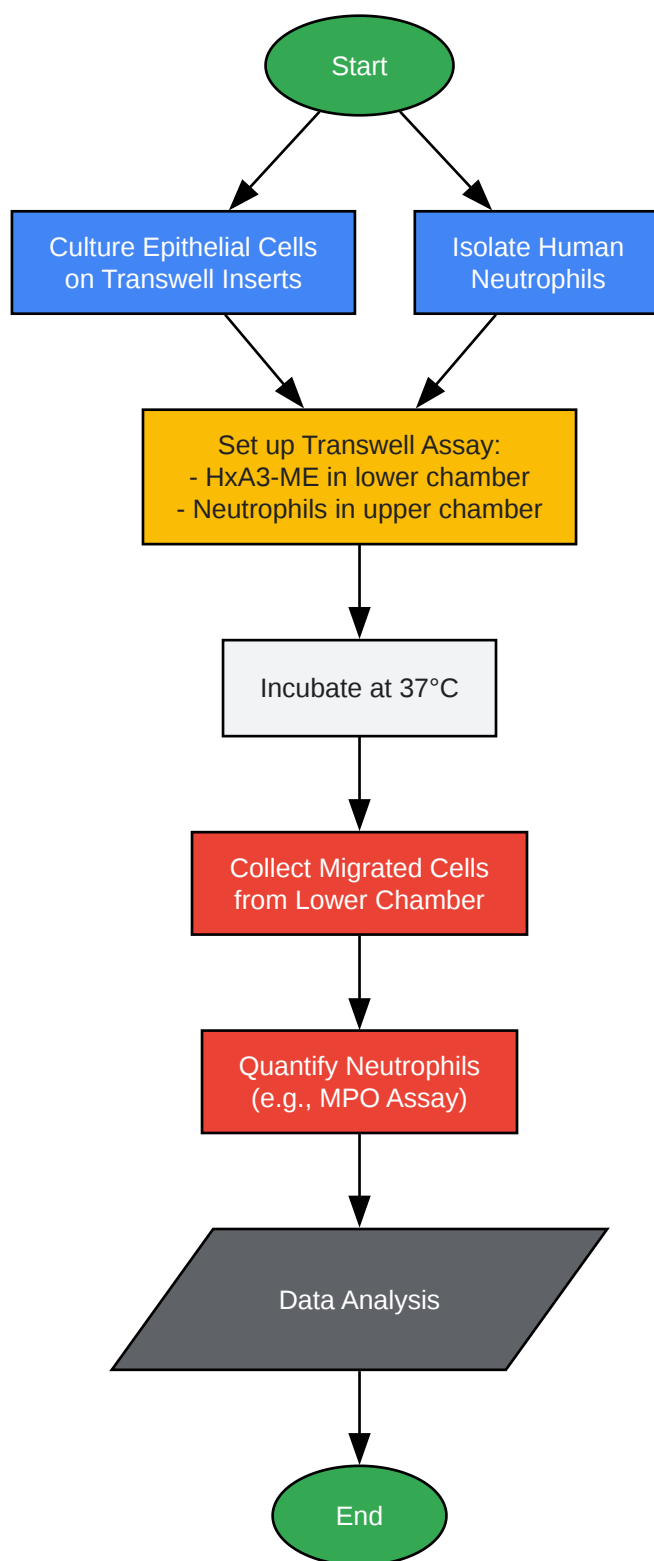 Start
Culture Epithelial Cells
on Transwell Inserts
Isolate Human
Neutrophils
Set up Transwell Assay:
- HxA3-ME in lower chamber
- Neutrophils in upper chamber
Incubate at 37°C
Collect Migrated Cells
from Lower Chamber
Quantify Neutrophils
(e.g., MPO Assay)
Data Analysis
End